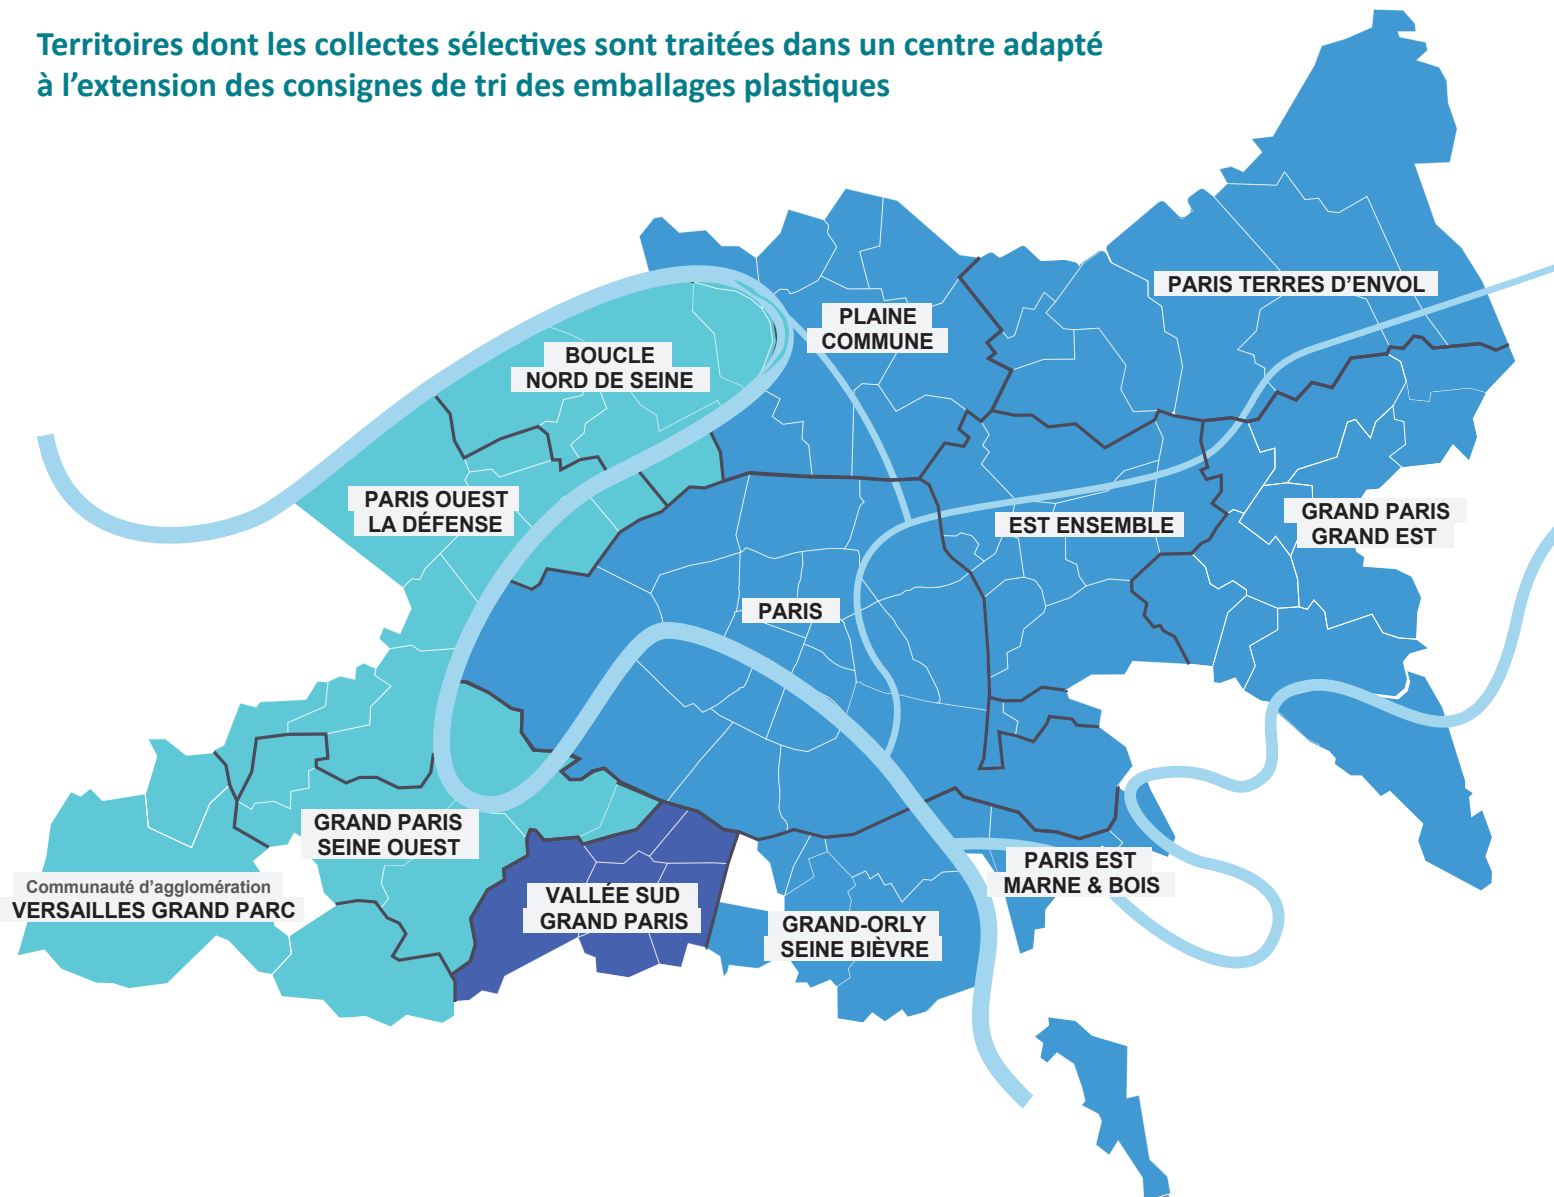 Territoires dont les collectes sélectives sont traitées dans un centre adapté
à l'extension des consignes de tri des emballages plastiques
PARIS TERRES D'ENVOL
PLAINE
COMMUNE
BOUCLE
NORD DE SEINE
PARIS OUEST
LA DÉFENSE
EST ENSEMBLE
GRAND PARIS
GRAND EST
PARIS
GRAND PARIS
SEINE OUEST
Communauté d'agglomération
VERSAILLES GRAND PARC
VALLÉE SUD
GRAND PARIS
GRAND-ORLY
SEINE BIÈVRE
PARIS EST
MARNE & BOIS